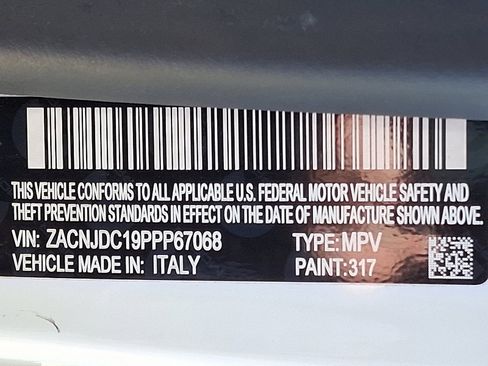 THIS VEHICLE CONFORMS TO ALL APPLICABLE U.S. FEDERAL MOTOR VEHICLE SAFETY AND
THEFT PREVENTION STANDARDS IN EFFECT ON THE DATE OF MANUFACTURE SHOWN ABOVE.
VIN: ZACNJDC19PPP67068 TYPE: MPV
VEHICLE MADE IN: ITALY PAINT: 317